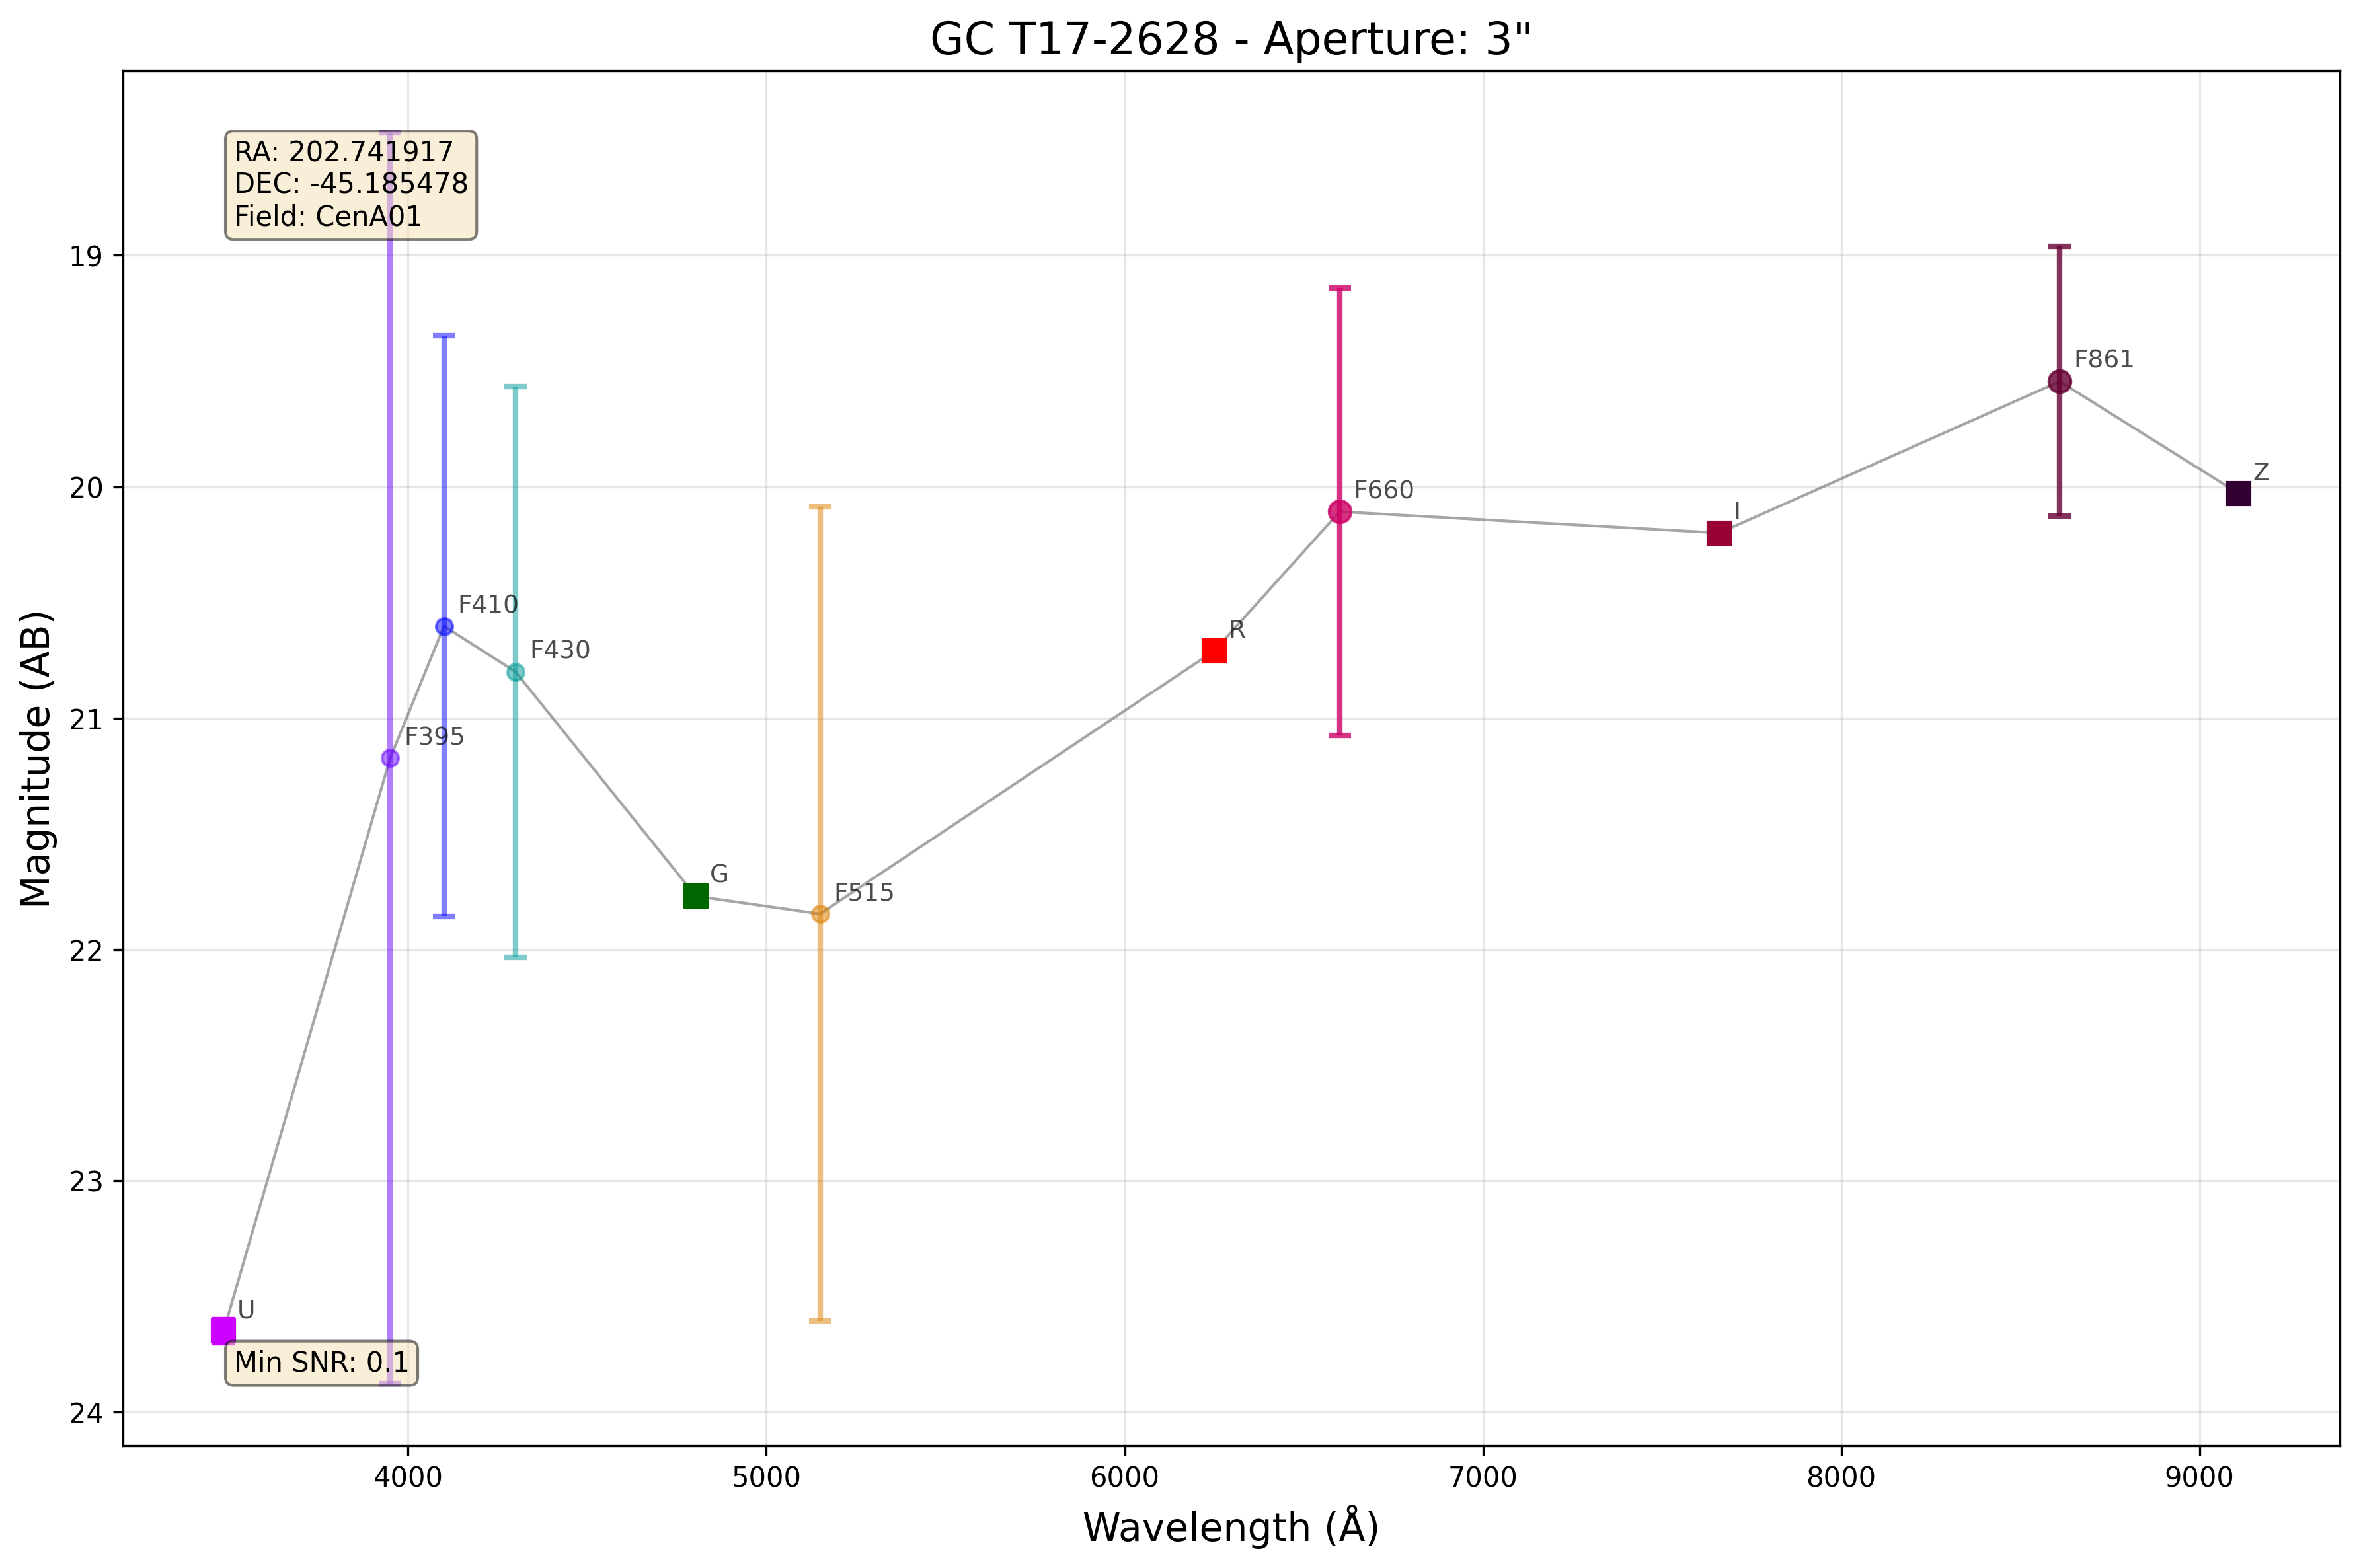 GC T17-2628 - Aperture: 3"
RA: 202.741917
DEC: -45.185478
Field: CenA01
19
20
21
22
23
24
Magnitude (AB)
U
F395
F410
F430
G
F515
R
F660
I
F861
Z
Min SNR: 0.1
4000
5000
6000
7000
8000
9000
Wavelength (Å)